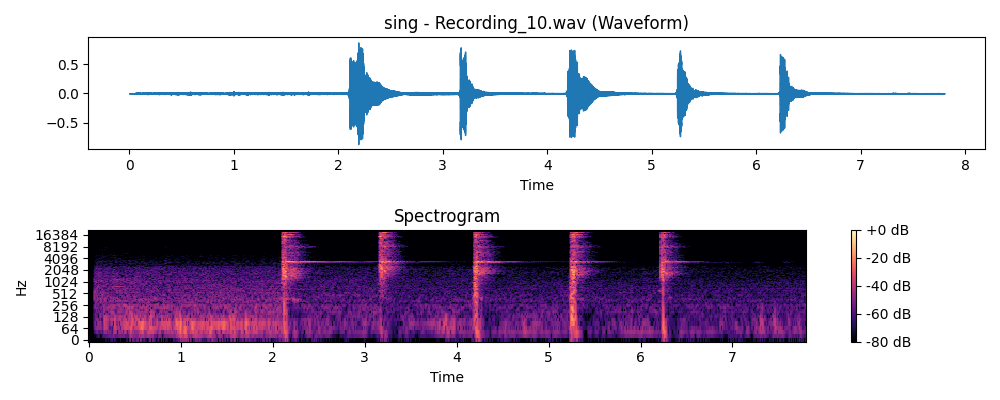 sing - Recording_10.wav (Waveform)
0.5
0.0
−0.5
0 1 2 3 4 5 6 7 8
Time
Spectrogram
16384
8192
4096
2048
1024
512
256
128
64
0
Hz
0 1 2 3 4 5 6 7
Time
+0 dB
-20 dB
-40 dB
-60 dB
-80 dB